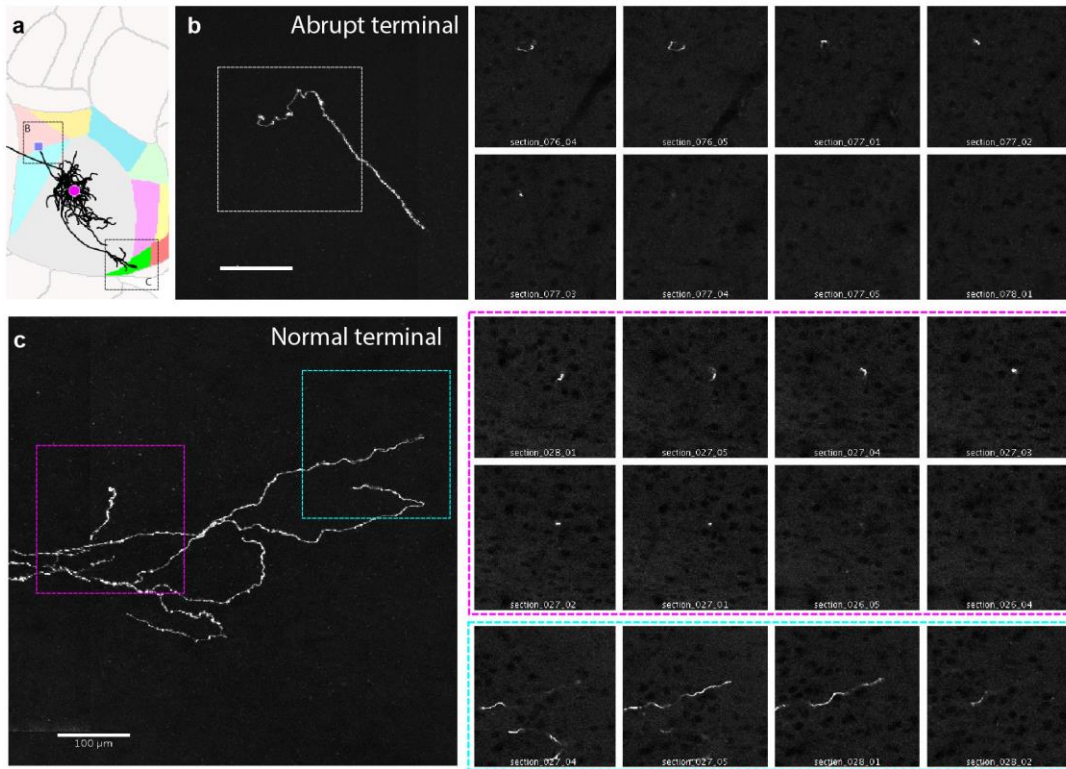 a
B
C
b
Abrupt terminal
section_076_04
section_076_05
section_077_01
section_077_02
section_077_03
section_077_04
section_077_05
section_078_01
c
Normal terminal
100 µm
section_028_01
section_027_05
section_027_04
section_027_03
section_027_02
section_027_01
section_026_05
section_026_04
section_027_04
section_027_05
section_028_01
section_028_02